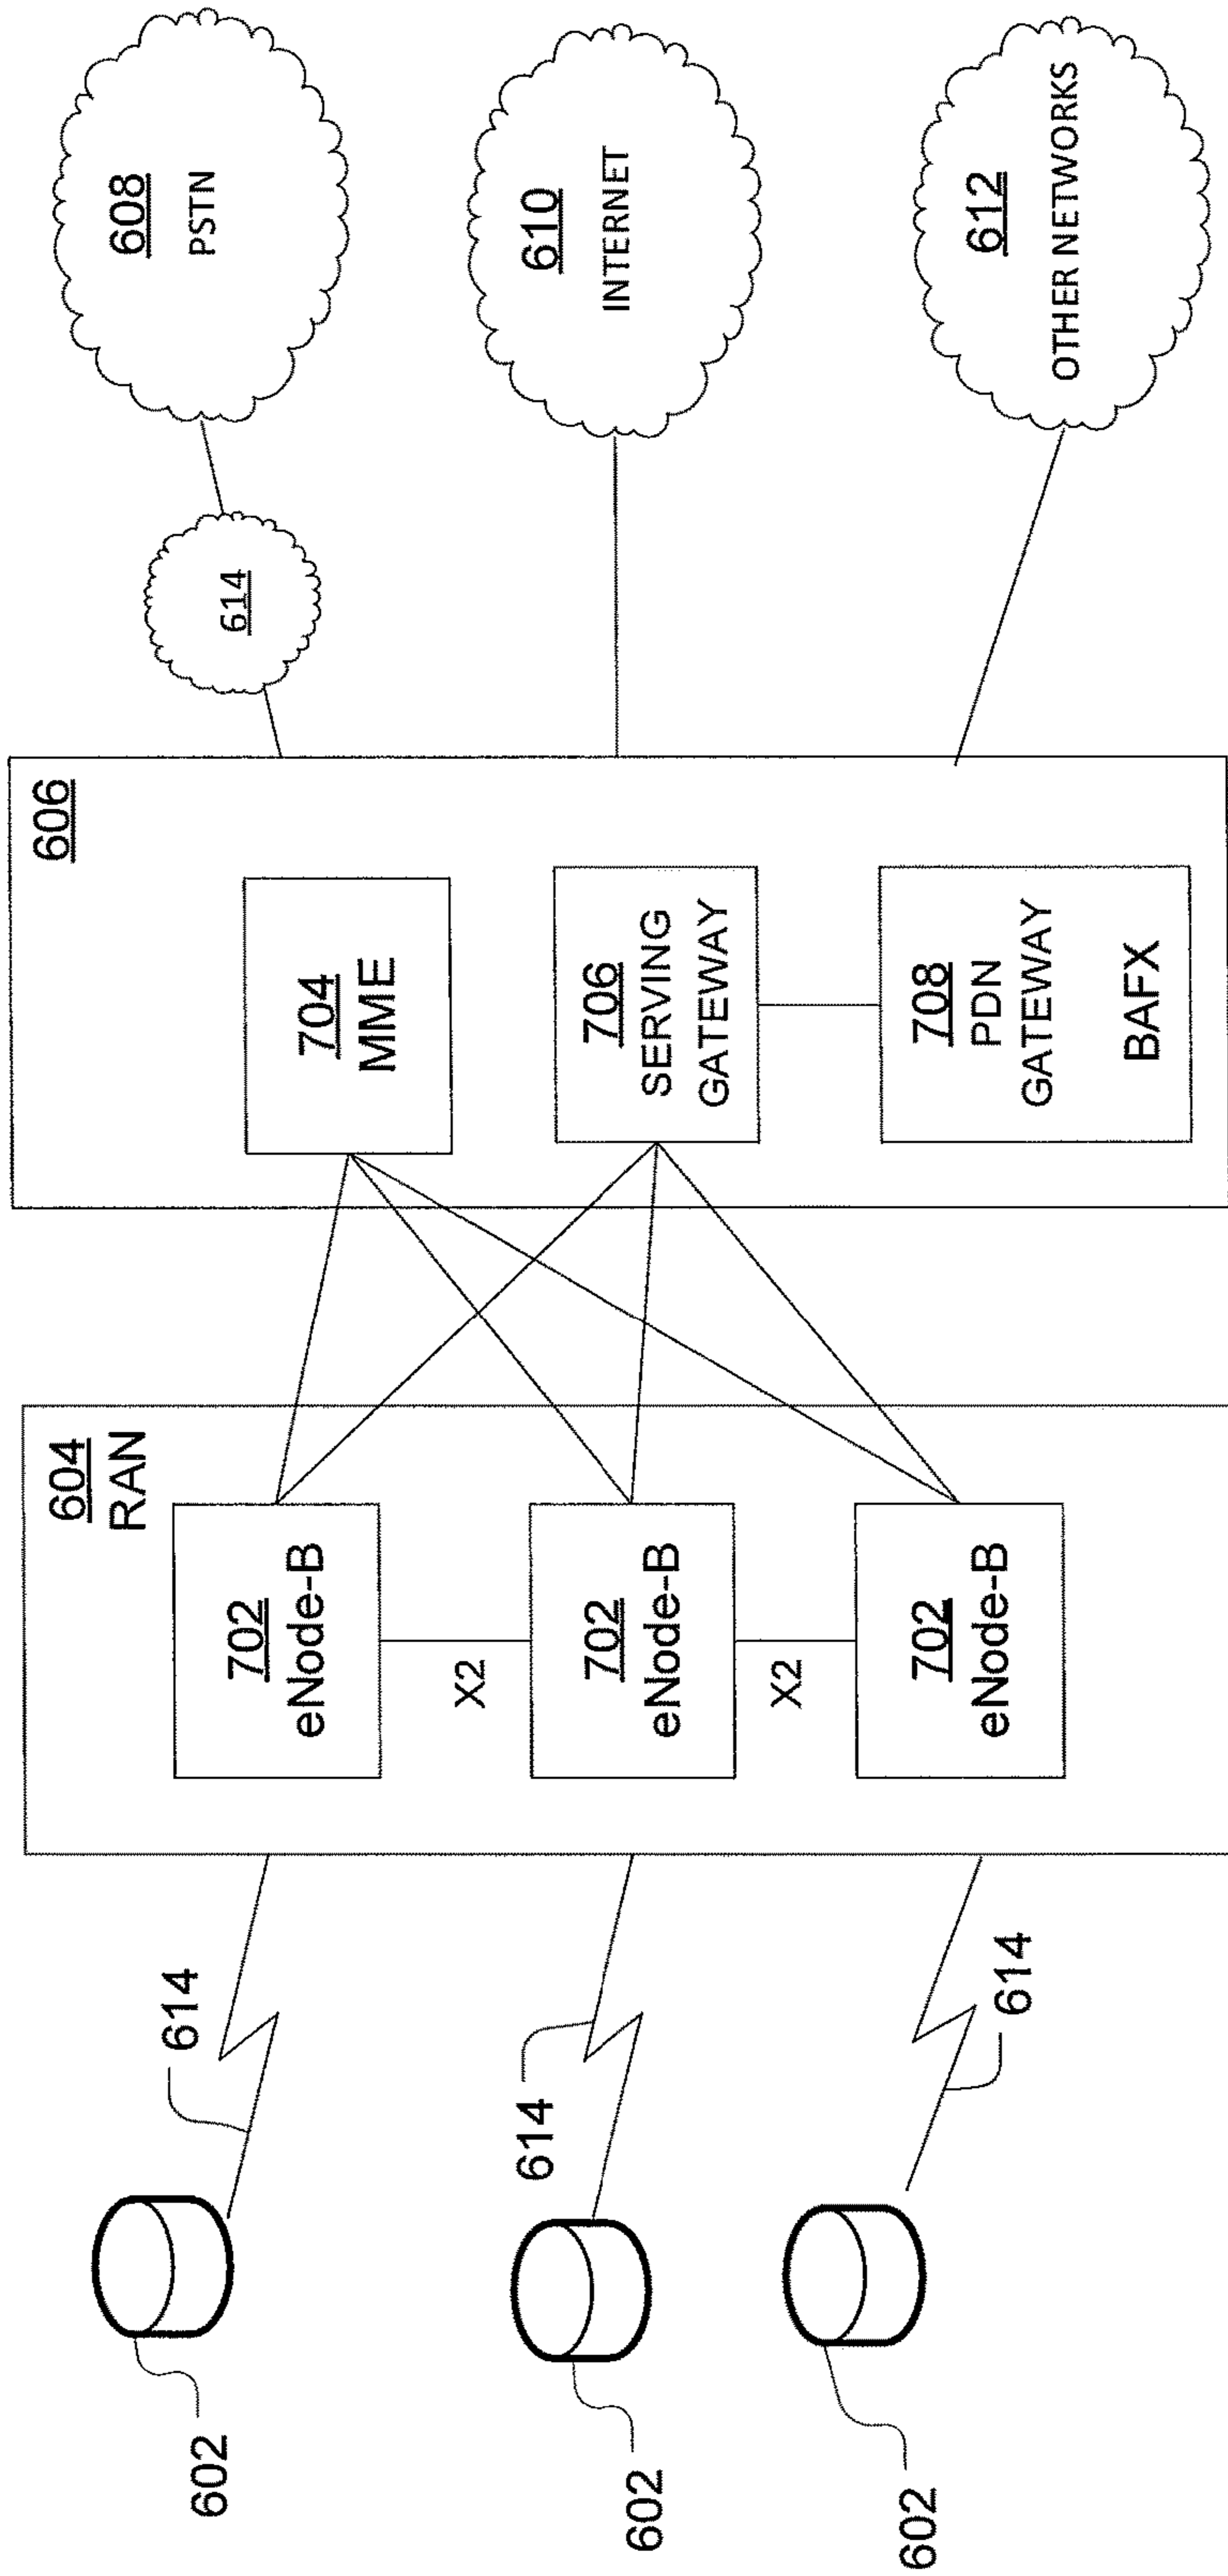 602
602
602
614
614
614
604
RAN
702
eNode-B
X2
702
eNode-B
X2
702
eNode-B
606
704
MME
706
SERVING
GATEWAY
708
PDN
GATEWAY
BAFX
614
608
PSTN
610
INTERNET
612
OTHER NETWORKS